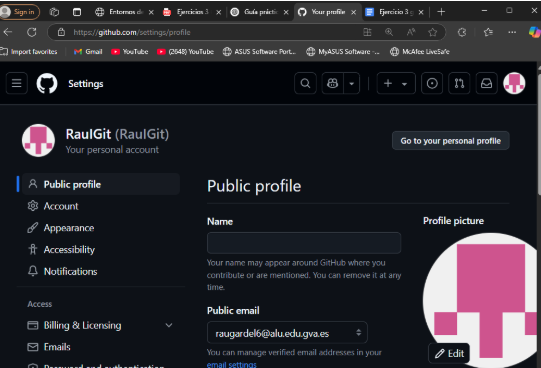 Sign in
Entornos de
Ejercicios 3
Guía práctic
Your profile
Ejercicio 3 g
https://github.com/settings/profile
Import favorites
Gmail
YouTube
(2648) YouTube
ASUS Software Port...
MyASUS Software -...
McAfee LiveSafe
Settings
RaulGit (RaulGit)
Your personal account
Go to your personal profile
Public profile
Account
Appearance
Accessibility
Notifications
Access
Billing & Licensing
Emails
Password and authentication
Public profile
Name
Your name may appear around GitHub where you
contribute or are mentioned. You can remove it at any
time.
Public email
raugardel6@alu.edu.gva.es
You can manage verified email addresses in your
email settings
Profile picture
Edit